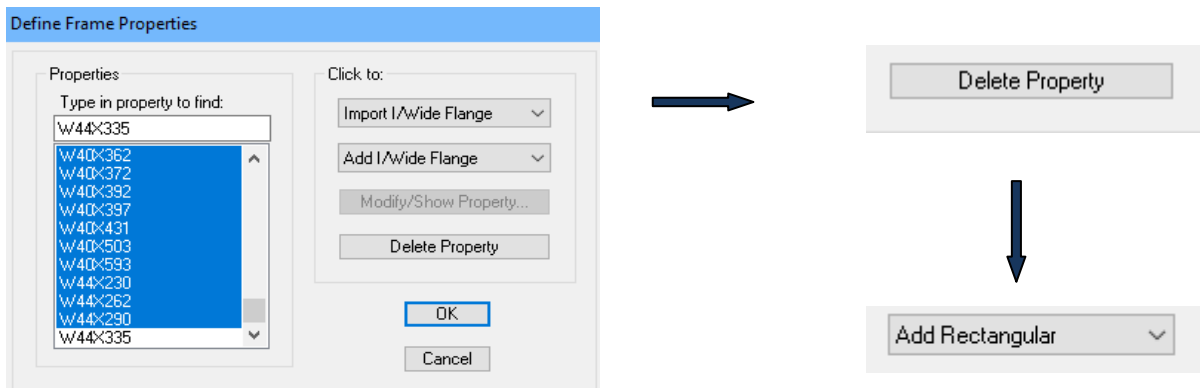 Define Frame Properties
Properties
Type in property to find:
W44X335
W40X362
W40X372
W40X392
W40X397
W40X431
W40X503
W40X593
W44X230
W44X262
W44X290
W44X335
Click to:
Import I/Wide Flange
Add I/Wide Flange
Modify/Show Property...
Delete Property
OK
Cancel
Delete Property
Add Rectangular